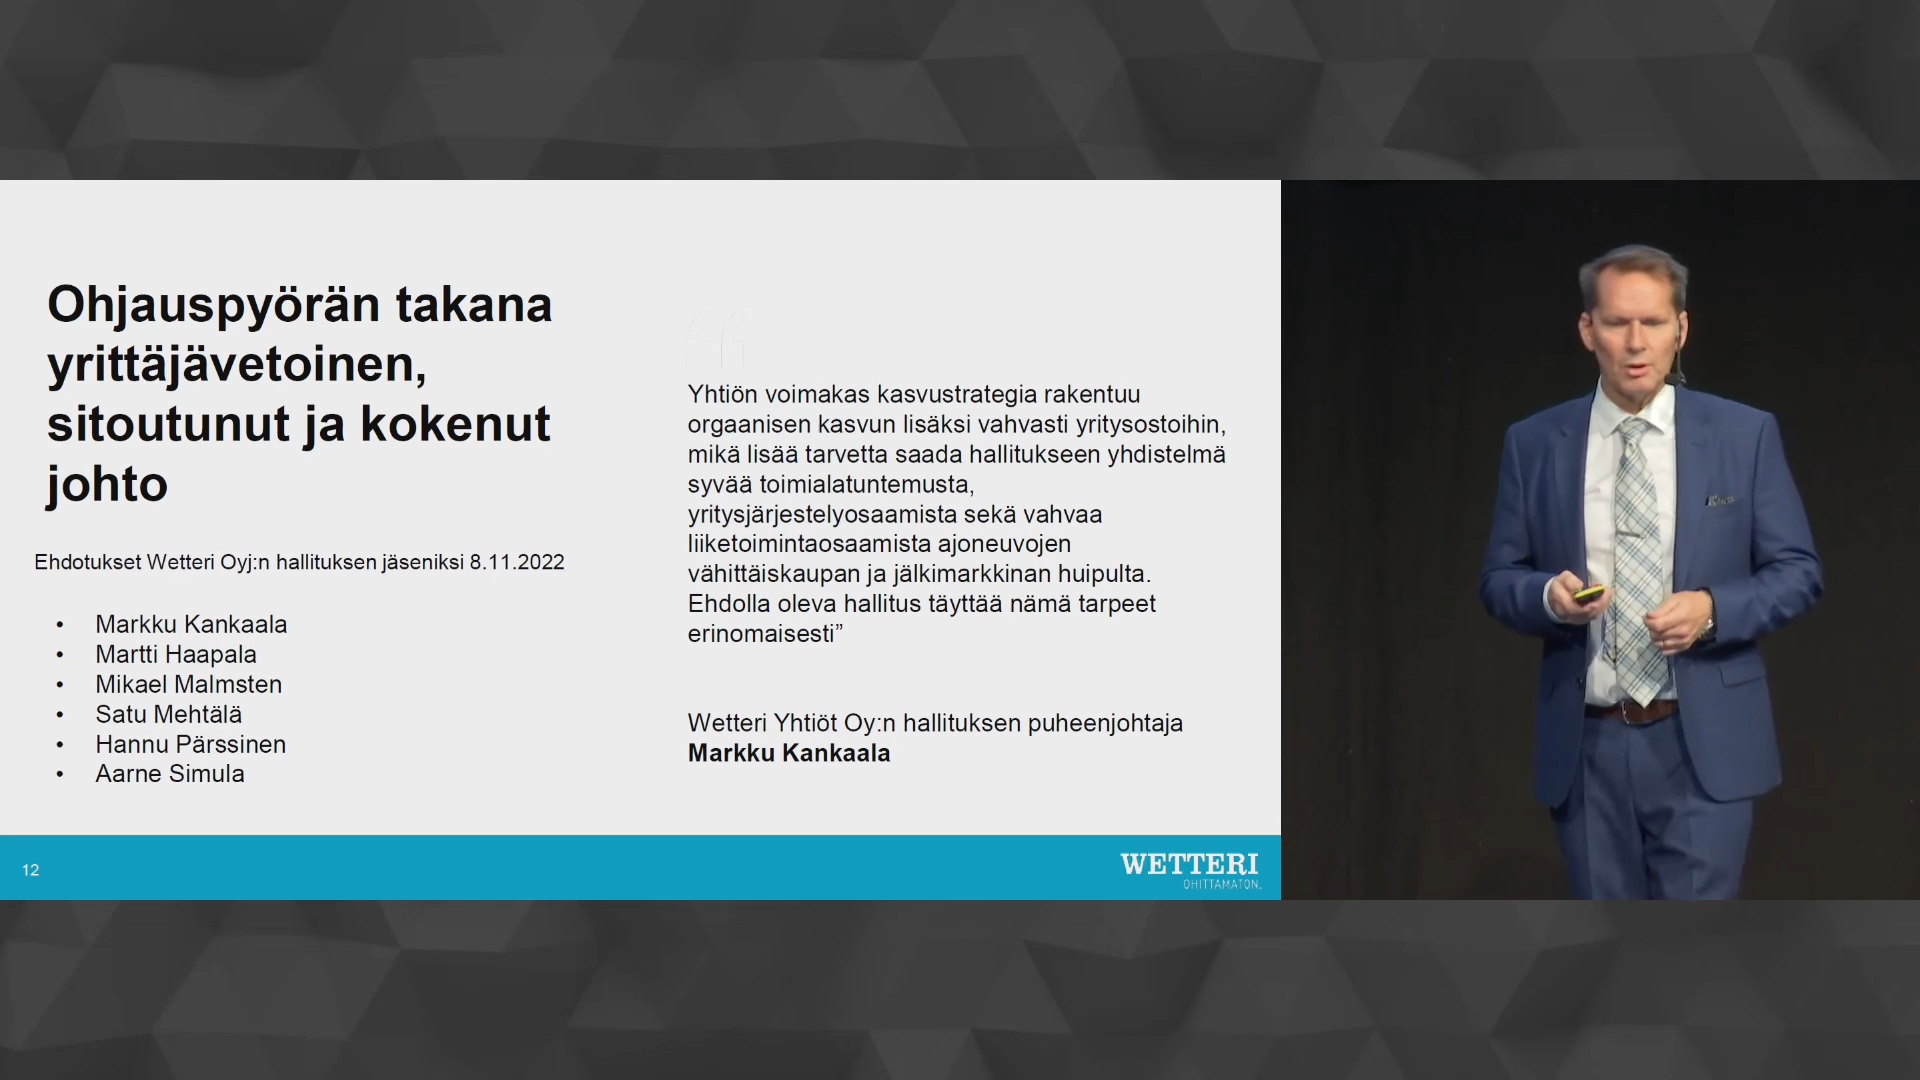 Ohjauspyörän takana
yrittäjävetoinen,
sitoutunut ja kokenut
johto
Ehdotukset Wetteri Oyj:n hallituksen jäseniksi 8.11.2022
• Markku Kankaala
• Martti Haapala
• Mikael Malmsten
• Satu Mehtälä
• Hannu Pärssinen
• Aarne Simula
“
Yhtiön voimakas kasvustrategia rakentuu
orgaanisen kasvun lisäksi vahvasti yritysostoihin,
mikä lisää tarvetta saada hallitukseen yhdistelmä
syvää toimialatuntemusta,
yritysjärjestelyosaamista sekä vahvaa
liiketoimintaosaamista ajoneuvojen
vähittäiskaupan ja jälkimarkkinan huipulta.
Ehdolla oleva hallitus täyttää nämä tarpeet
erinomaisesti”
Wetteri Yhtiöt Oy:n hallituksen puheenjohtaja
Markku Kankaala
12
WETTERI
OHITTAMATON.